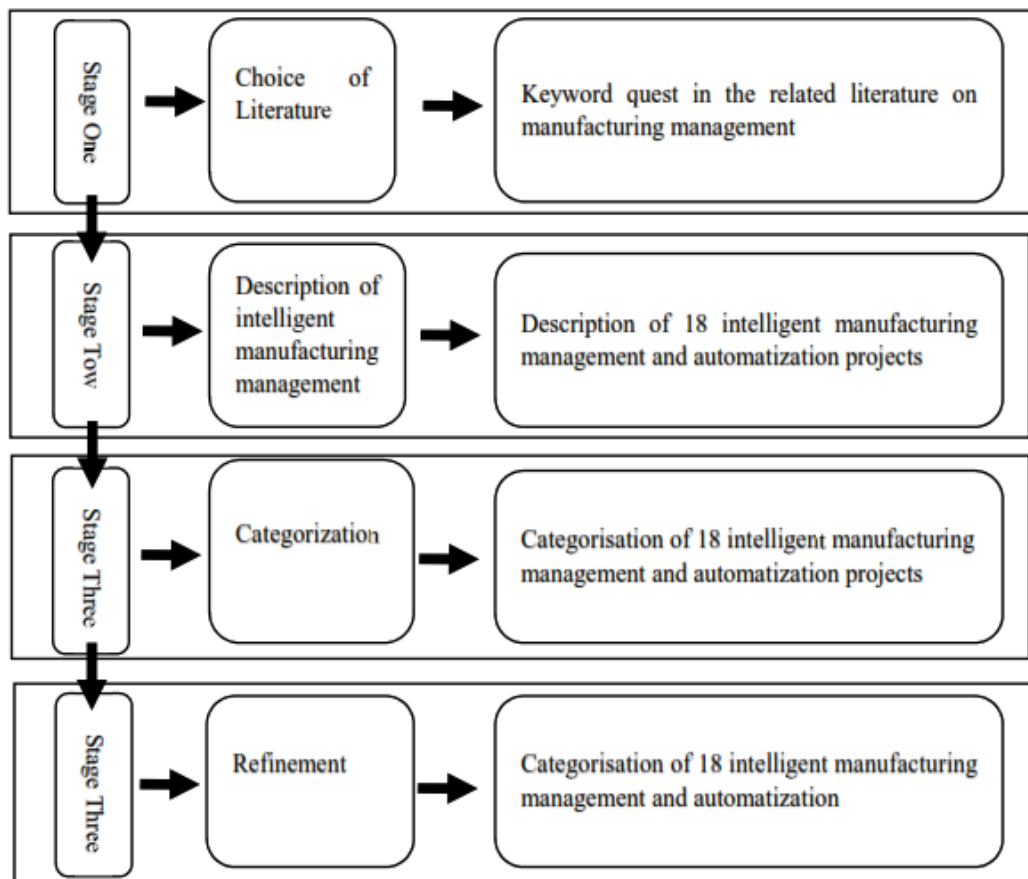 Stage One
Choice of
Literature
Keyword quest in the related literature on
manufacturing management
Stage Tow
Description of
intelligent
manufacturing
management
Description of 18 intelligent manufacturing
management and automatization projects
Stage Three
Categorization
Categorisation of 18 intelligent manufacturing
management and automatization projects
Stage Three
Refinement
Categorisation of 18 intelligent manufacturing
management and automatization